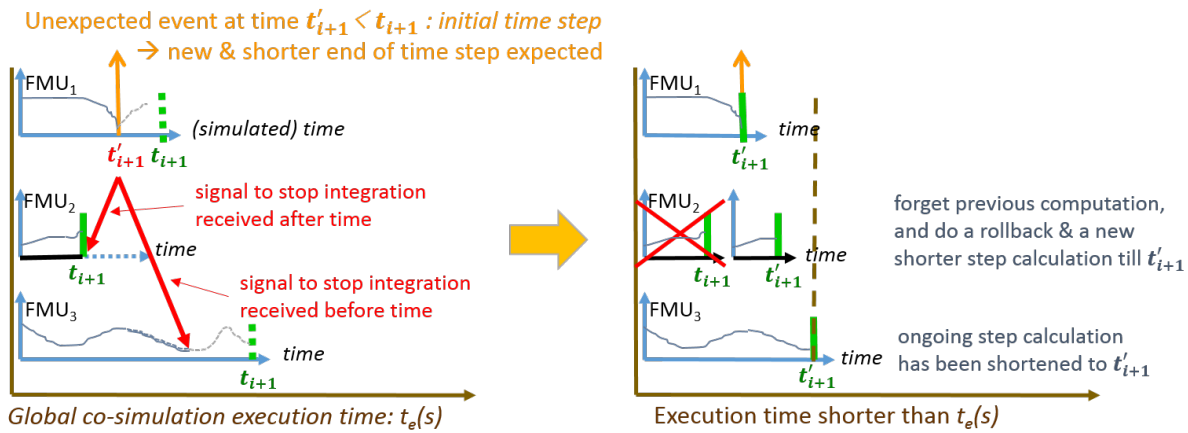 Unexpected event at time t′ᵢ₊₁ < tᵢ₊₁ : initial time step
→ new & shorter end of time step expected
FMU₁
(simulated) time
t′ᵢ₊₁
tᵢ₊₁
FMU₂
signal to stop integration
received after time
time
tᵢ₊₁
signal to stop integration
received before time
FMU₃
time
tᵢ₊₁
Global co-simulation execution time: tₑ(s)
FMU₁
time
t′ᵢ₊₁
FMU₂
time
tᵢ₊₁
t′ᵢ₊₁
forget previous computation,
and do a rollback & a new
shorter step calculation till t′ᵢ₊₁
FMU₃
time
t′ᵢ₊₁
ongoing step calculation
has been shortened to t′ᵢ₊₁
Execution time shorter than tₑ(s)